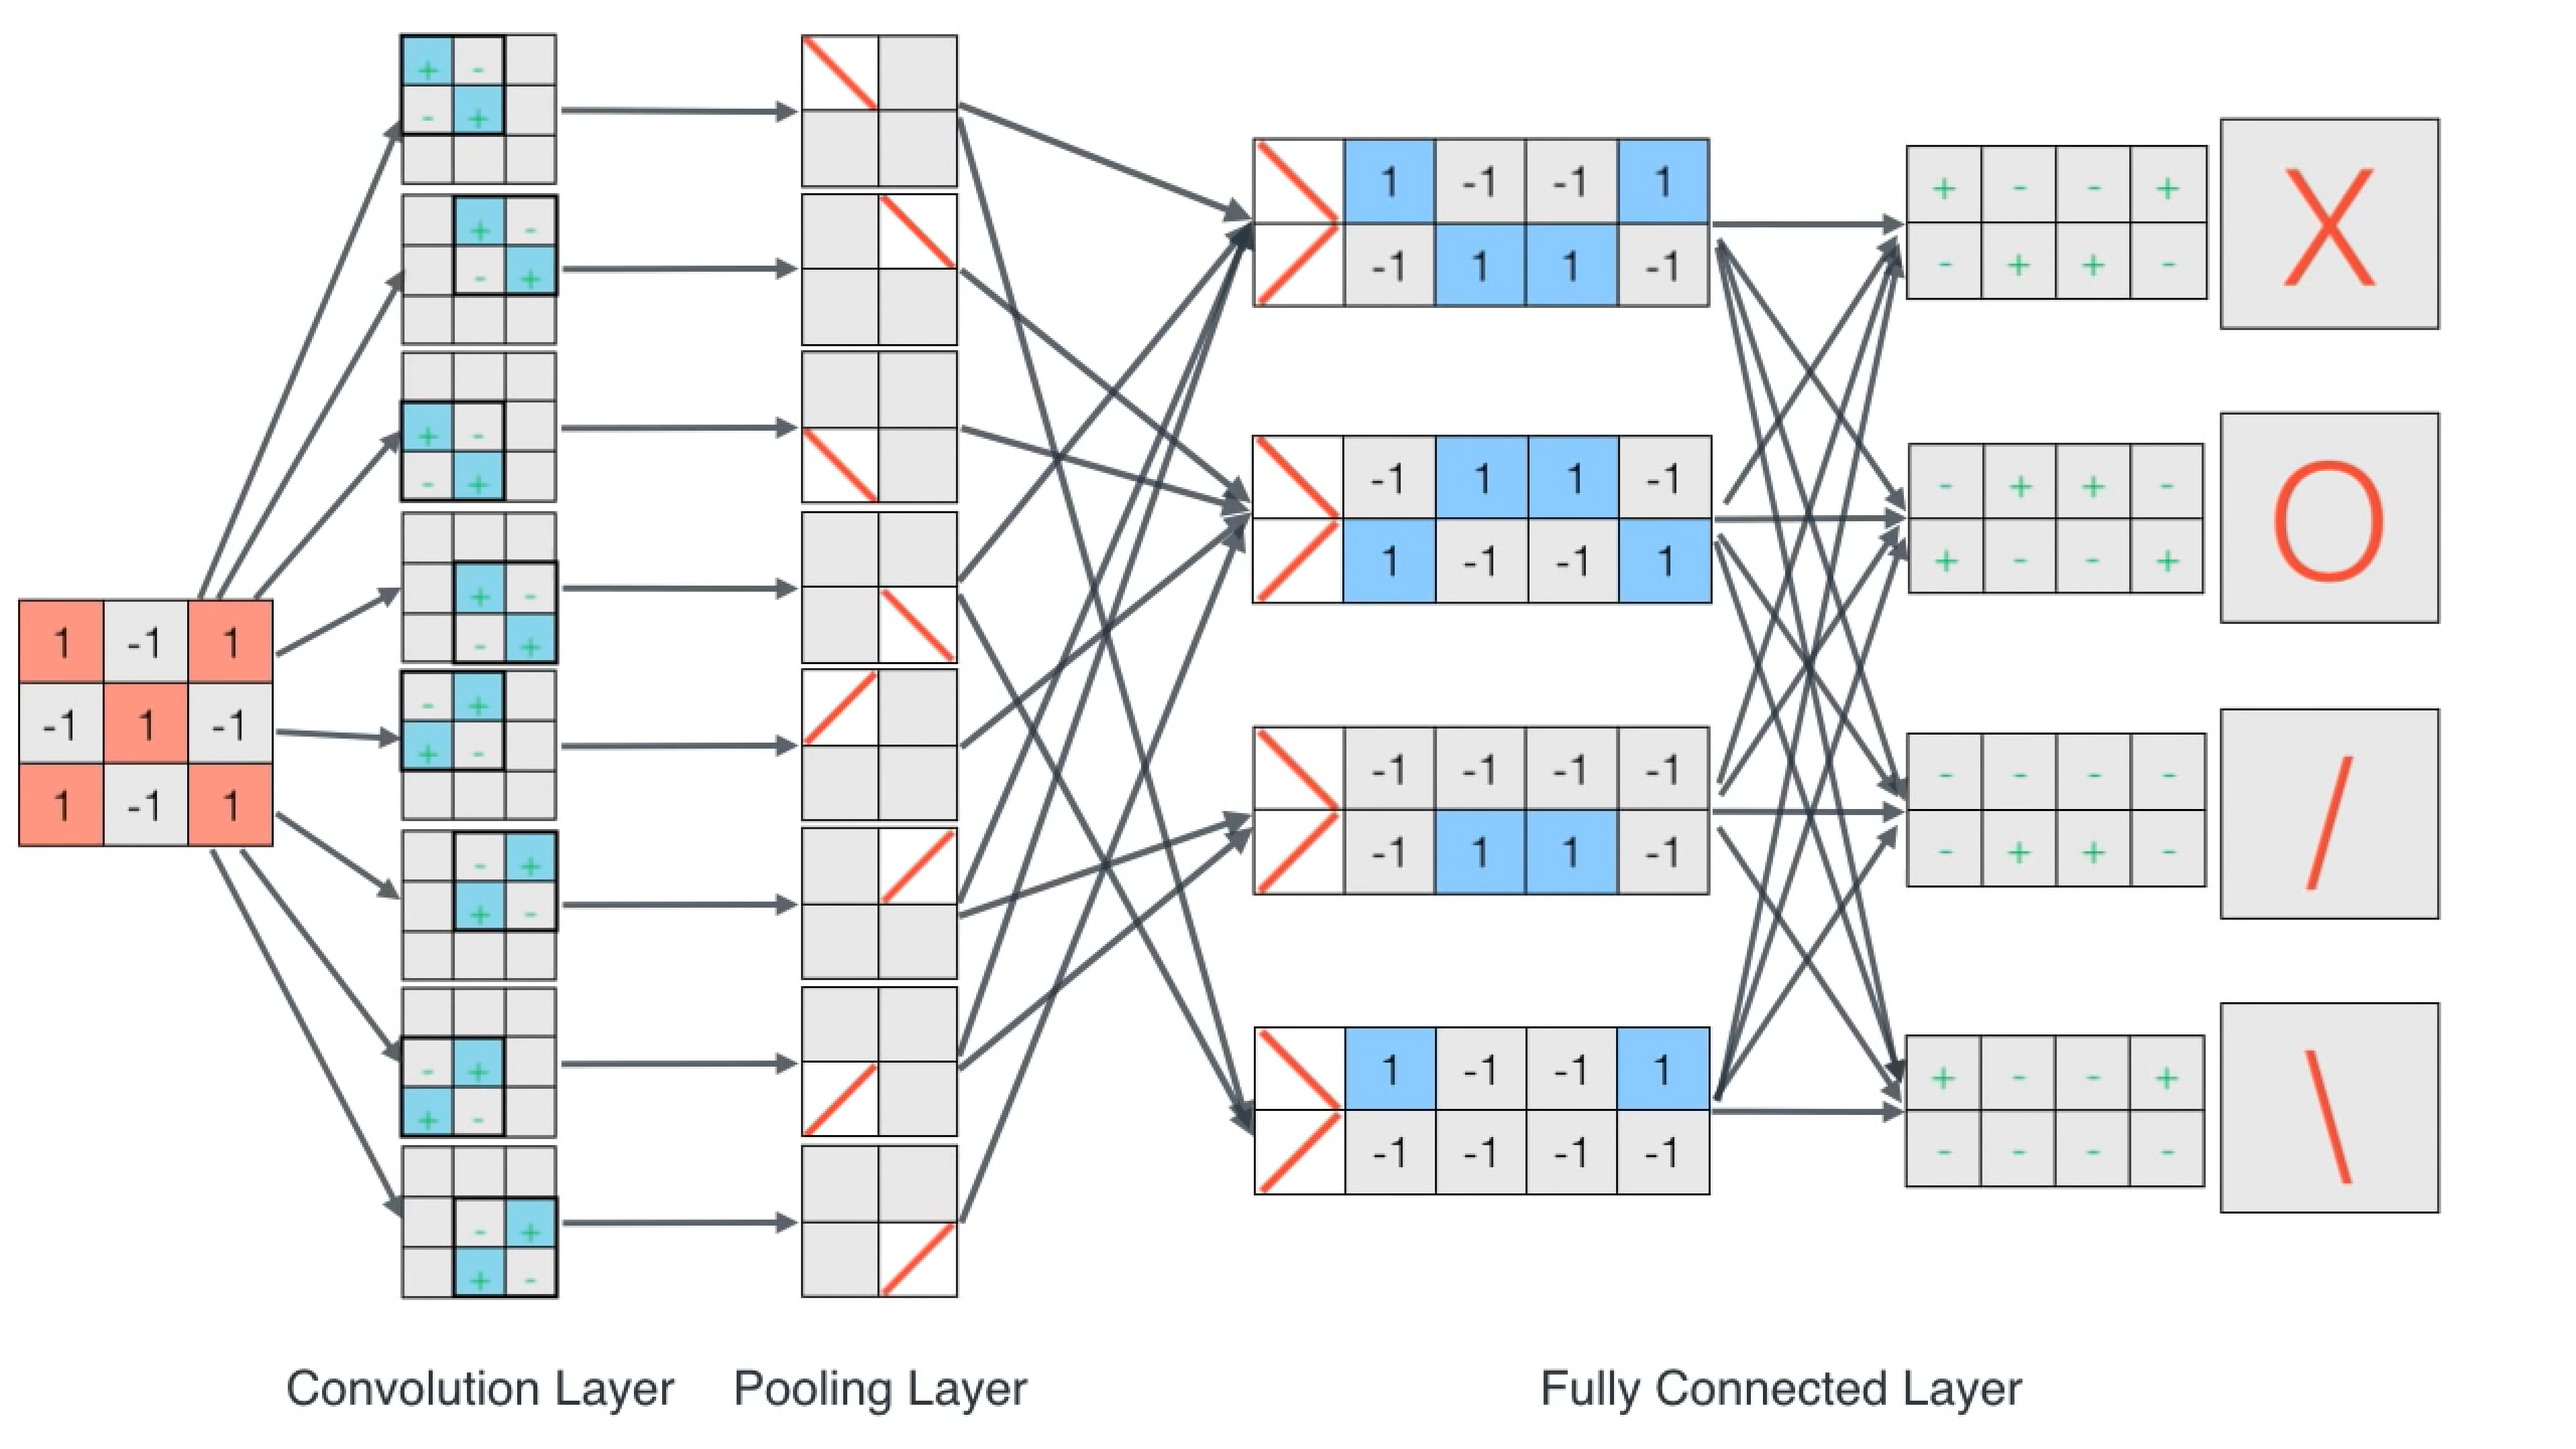 1 -1 1
-1 1 -1
1 -1 1
+ -
- +
+ -
- +
+ -
- +
+ -
- +
- +
+ -
- +
+ -
- +
+ -
- +
+ -
1 -1 -1 1
-1 1 1 -1
-1 1 1 -1
1 -1 -1 1
-1 -1 -1 -1
-1 1 1 -1
1 -1 -1 1
-1 -1 -1 -1
+ - - +
- + + -
X
- + + -
+ - - +
O
- - - -
- + + -
/
+ - - +
- - - -
\
Convolution Layer
Pooling Layer
Fully Connected Layer